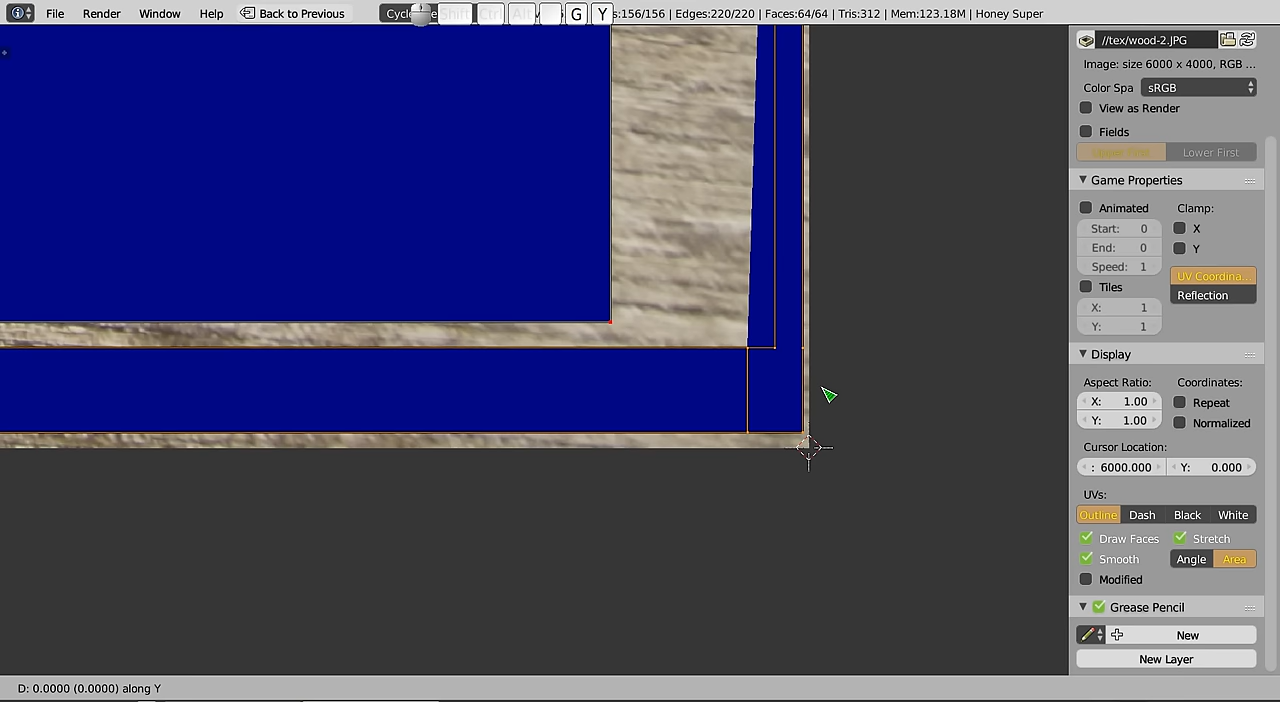 File Render Window Help Back to Previous Shift Ctrl Alt G Y s:156/156 | Edges:220/220 | Faces:64/64 | Tris:312 | Mem:123.18M | Honey Super
//tex/wood-2.JPG
Image: size 6000 x 4000, RGB ...
Color Spa sRGB
View as Render
Fields
Lower First
Game Properties
Animated Clamp:
Start: 0 X
End: 0 Y
Speed: 1 UV Coordina...
Tiles Reflection
X: 1
Y: 1
Display
Aspect Ratio: Coordinates:
X: 1.00 Repeat
Y: 1.00 Normalized
Cursor Location:
: 6000.000 Y: 0.000
UVs:
Outline Dash Black White
Draw Faces Stretch
Smooth Angle Area
Modified
Grease Pencil
New
New Layer
D: 0.0000 (0.0000) along Y